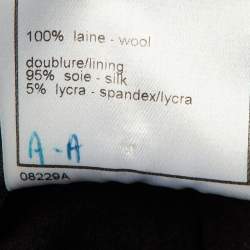 100% laine - wool
doublure/lining
95% soie - silk
5% lycra - spandex/lycra
A - A
08229A